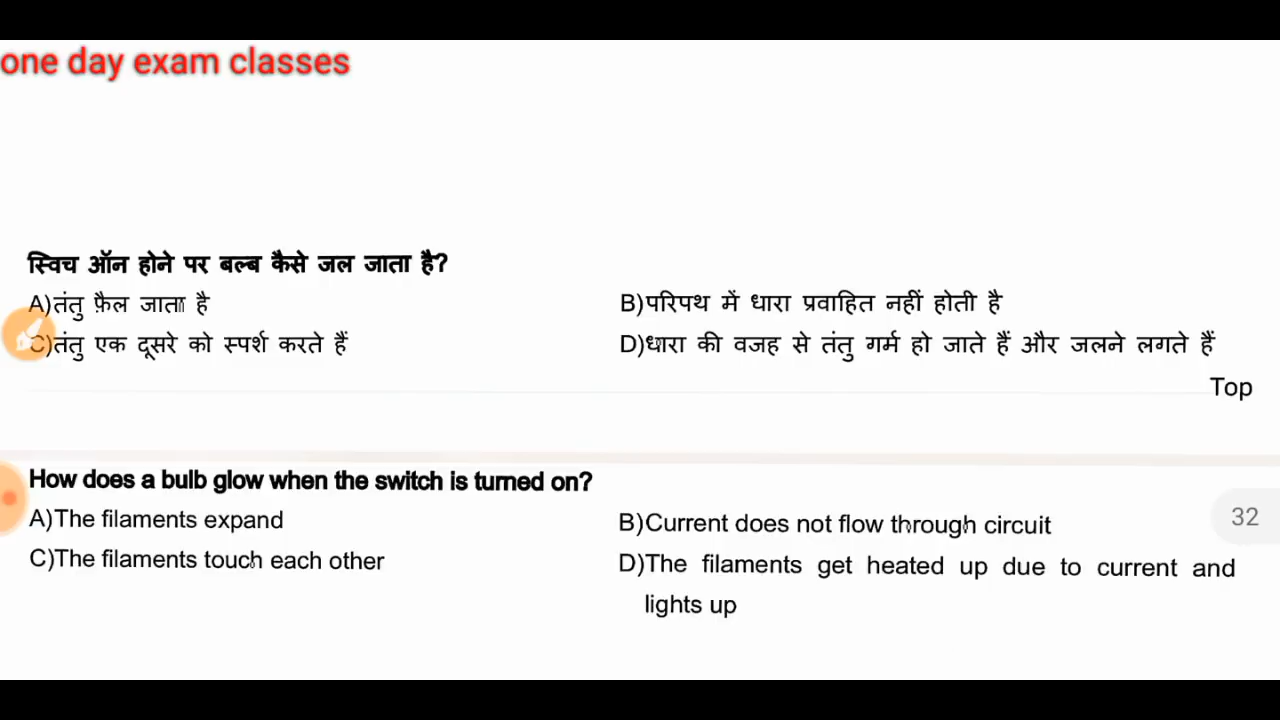 one day exam classes
स्विच ऑन होने पर बल्ब कैसे जल जाता है?
A)तंतु फ़ैल जाता है
B)परिपथ में धारा प्रवाहित नहीं होती है
C)तंतु एक दूसरे को स्पर्श करते हैं
D)धारा की वजह से तंतु गर्म हो जाते हैं और जलने लगते हैं
Top
How does a bulb glow when the switch is turned on?
A)The filaments expand
B)Current does not flow through circuit
32
C)The filaments touch each other
D)The filaments get heated up due to current and
lights up